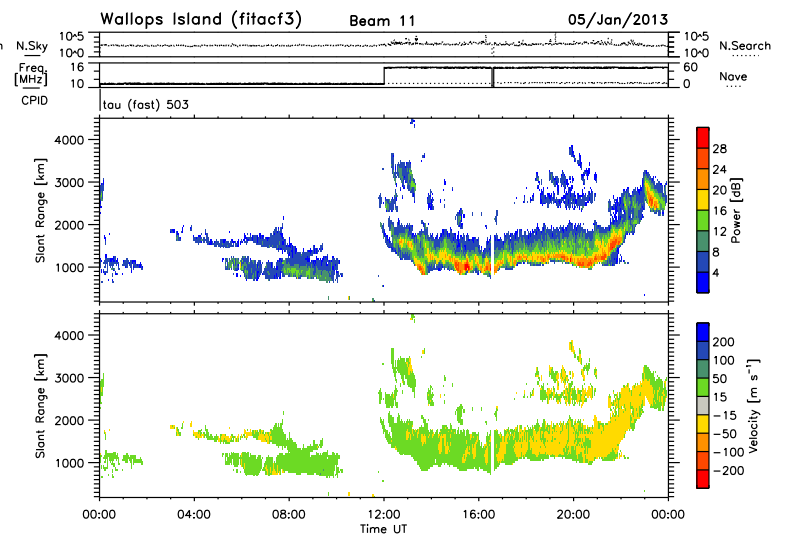 Wallops Island (fitacf3) Beam 11 05/Jan/2013
N.Sky 10^5 10^0 10^5 10^0 N.Search
Freq. [MHz] 16 10 60 0 Nave
CPID tau (fast) 503
Slant Range [km] 4000 3000 2000 1000
28 24 20 16 12 8 4 Power [dB]
Slant Range [km] 4000 3000 2000 1000
200 100 50 15 -15 -50 -100 -200 Velocity [m s^-1]
00:00 04:00 08:00 12:00 16:00 20:00 00:00
Time UT